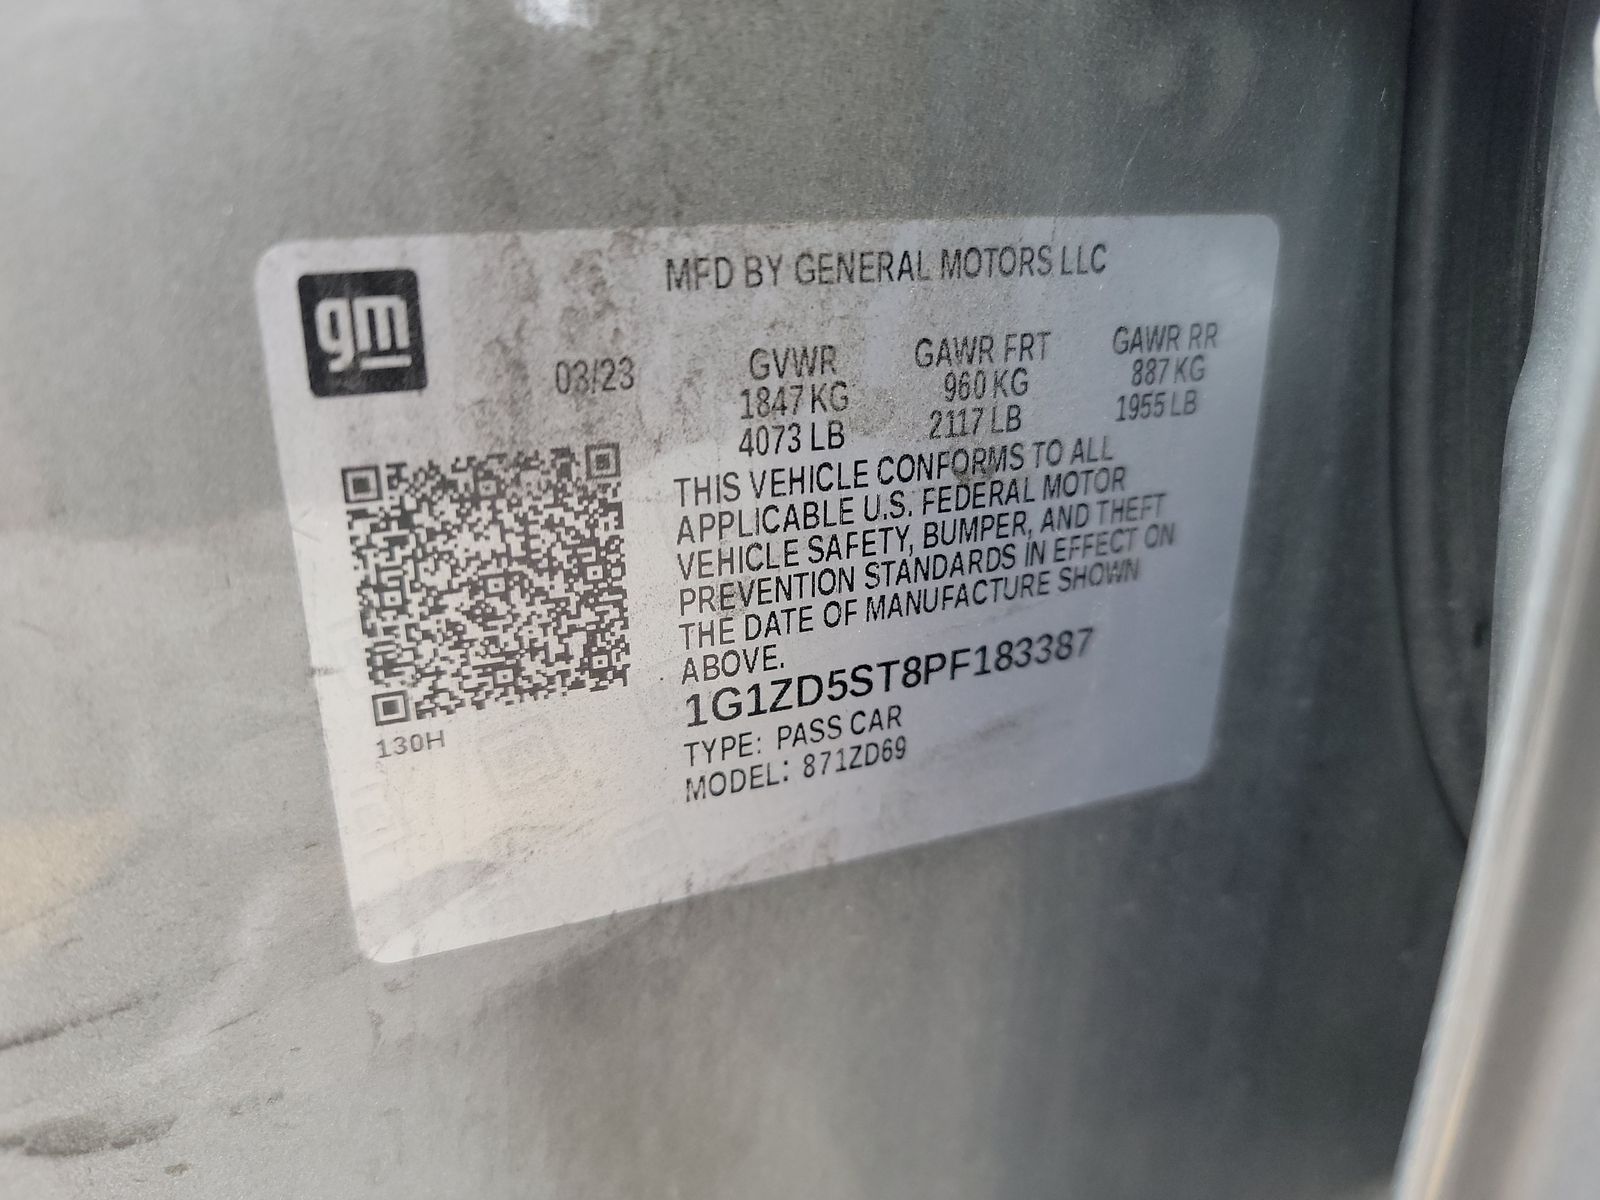 gm
MFD BY GENERAL MOTORS LLC
03/23
GVWR GAWR FRT GAWR RR
1847 KG 960 KG 887 KG
4073 LB 2117 LB 1955 LB
THIS VEHICLE CONFORMS TO ALL
APPLICABLE U.S. FEDERAL MOTOR
VEHICLE SAFETY, BUMPER, AND THEFT
PREVENTION STANDARDS IN EFFECT ON
THE DATE OF MANUFACTURE SHOWN
ABOVE.
1G1ZD5ST8PF183387
TYPE: PASS CAR
MODEL: 871ZD69
130H